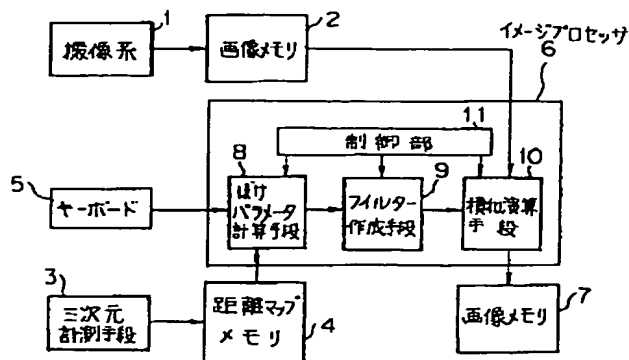 1
2
イメージプロセッサ
6
撮像系
画像メモリ
11
制御部
8
9
10
5
キーボード
ぼけ
パラメータ
計算手段
フィルター
作成手段
模擬演算
手段
3
三次元
計測手段
距離マップ
メモリ
4
画像メモリ
7